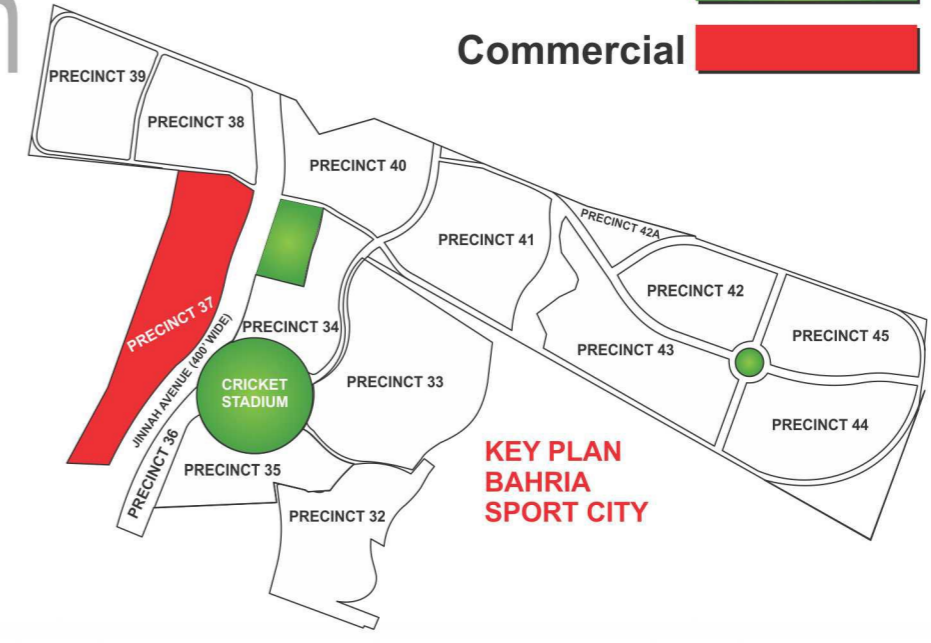 Commercial
PRECINCT 39
PRECINCT 38
PRECINCT 40
PRECINCT 42A
PRECINCT 41
PRECINCT 42
PRECINCT 37
PRECINCT 34
PRECINCT 45
PRECINCT 43
JINNAH AVENUE (400' WIDE)
CRICKET
STADIUM
PRECINCT 33
PRECINCT 44
PRECINCT 36
PRECINCT 35
PRECINCT 32
KEY PLAN
BAHRIA
SPORT CITY